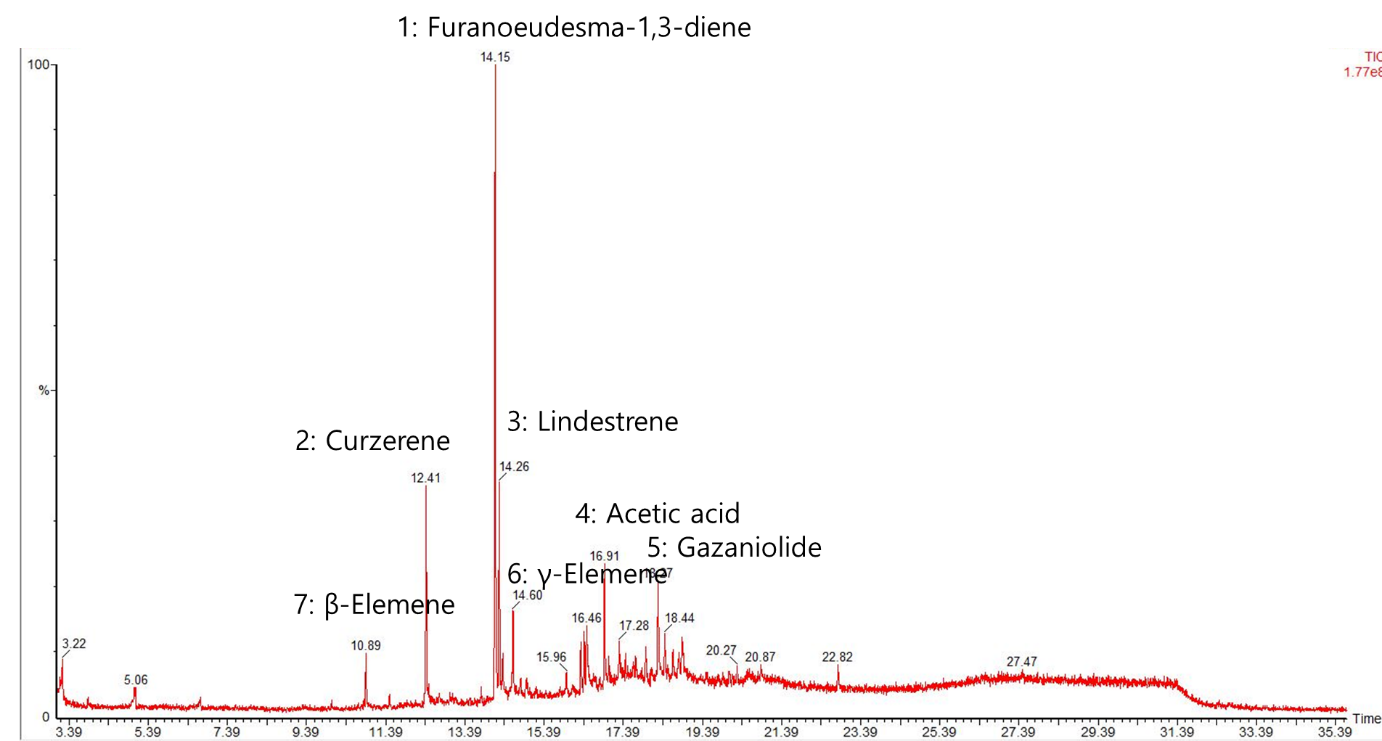 1: Furanoeudesma-1,3-diene
14.15
100
TIC
1.77e8
%
3: Lindestrene
2: Curzerene
14.26
12.41
4: Acetic acid
5: Gazaniolide
16.91
6: γ-Elemene
14.60
7: β-Elemene
16.46
17.28
18.44
3.22
10.89
15.96
20.27
20.87
22.82
27.47
5.06
0
Time
3.39 5.39 7.39 9.39 11.39 13.39 15.39 17.39 19.39 21.39 23.39 25.39 27.39 29.39 31.39 33.39 35.39